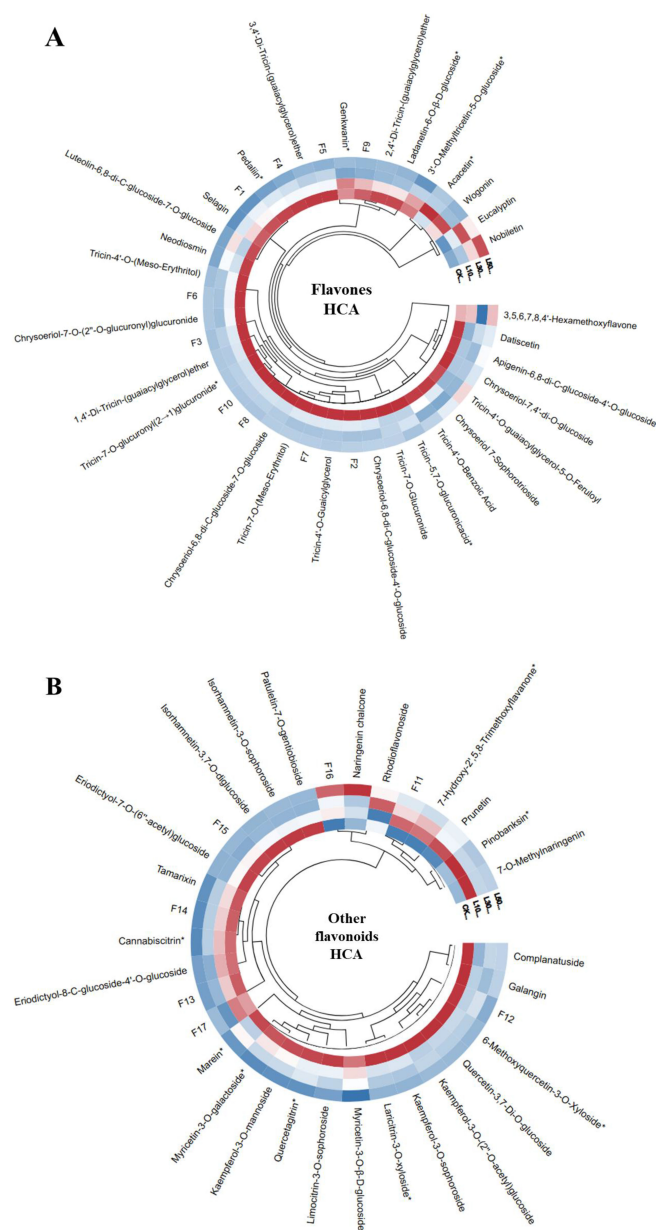 A
3,4'-Di-Tricin-(guaiacylglycerol)ether
2,4'-Di-Tricin-(guaiacylglycerol)ether
Ladanetin-6-O-β-D-glucoside*
3'-O-Methyltricetin-5-O-glucoside*
Genkwanin*
F9
F5
F4
Pedaliin*
F1
Acacetin*
Wogonin
Eucalyptin
Nobiletin
Luteolin-6,8-di-C-glucoside-7-O-glucoside
Selagin
Neodiosmin
Tricin-4'-O-(Meso-Erythritol)
F6
Chrysoeriol-7-O-(2"-O-glucuronyl)glucuronide
F3
1,4'-Di-Tricin-(guaiacylglycerol)ether
Tricin-7-O-glucuronyl(2→1)glucuronide*
F10
F8
Chrysoeriol-6,8-di-C-glucoside-7-O-glucoside
Tricin-7-O-(Meso-Erythritol)
F7
Tricin-4'-O-Guaicylglycerol
F2
Chrysoeriol-6,8-di-C-glucoside-4'-O-glucoside
Tricin-7-O-Glucuronide
Tricin--5,7-O-glucuronicacid*
Tricin-4'-O-Benzoic Acid
Chrysoeriol 7-Sophorotrioside
Tricin-4'-O-guaiacylglycerol-5-O-Feruloyl
Chrysoeriol-7,4'-di-O-glucoside
Apigenin-6,8-di-C-glucoside-4'-O-glucoside
Datiscetin
3,5,6,7,8,4'-Hexamethoxyflavone
CK...
L10...
L30...
L50...
Flavones
HCA
B
Isorhamnetin-3,7-O-diglucoside
Isorhamnetin-3-O-sophoroside
Patuletin-7-O-gentiobioside
F16
Naringenin chalcone
Rhodioflavonoside
F11
7-Hydroxy-2',5,8-Trimethoxyflavanone*
Prunetin
Pinobanksin*
7-O-Methylnaringenin
Eriodictyol-7-O-(6"-acetyl)glucoside
F15
Tamarixin
F14
Cannabiscitrin*
Eriodictyol-8-C-glucoside-4'-O-glucoside
F13
F17
Marein*
Myricetin-3-O-galactoside*
Kaempferol-3-O-mannoside
Quercetagitrin*
Limocitrin-3-O-sophoroside
Myricetin-3-O-β-D-glucoside
Laricitrin-3-O-xyloside*
Kaempferol-3-O-sophoroside
Kaempferol-3-O-(2"-O-acetyl)glucoside
Quercetin-3,7-Di-O-glucoside
6-Methoxyquercetin-3-O-Xyloside*
F12
Galangin
Complanatuside
CK...
L10...
L30...
L50...
Other
flavonoids
HCA